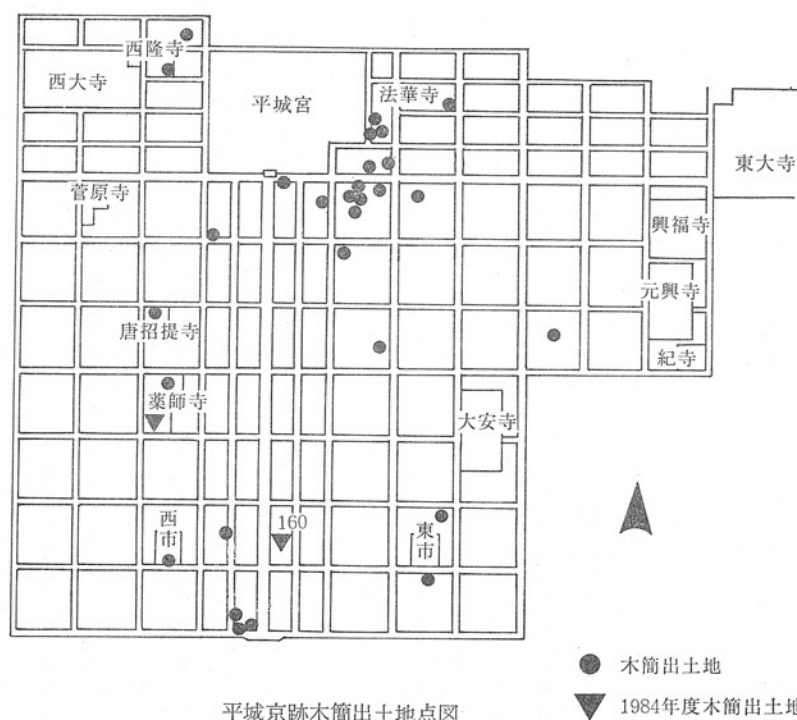 西隆寺
西大寺
平城宮
法華寺
東大寺
菅原寺
興福寺
元興寺
唐招提寺
紀寺
薬師寺
大安寺
西市
160
東市
木簡出土地
1984年度木簡出土地
平城京跡木簡出土地点図